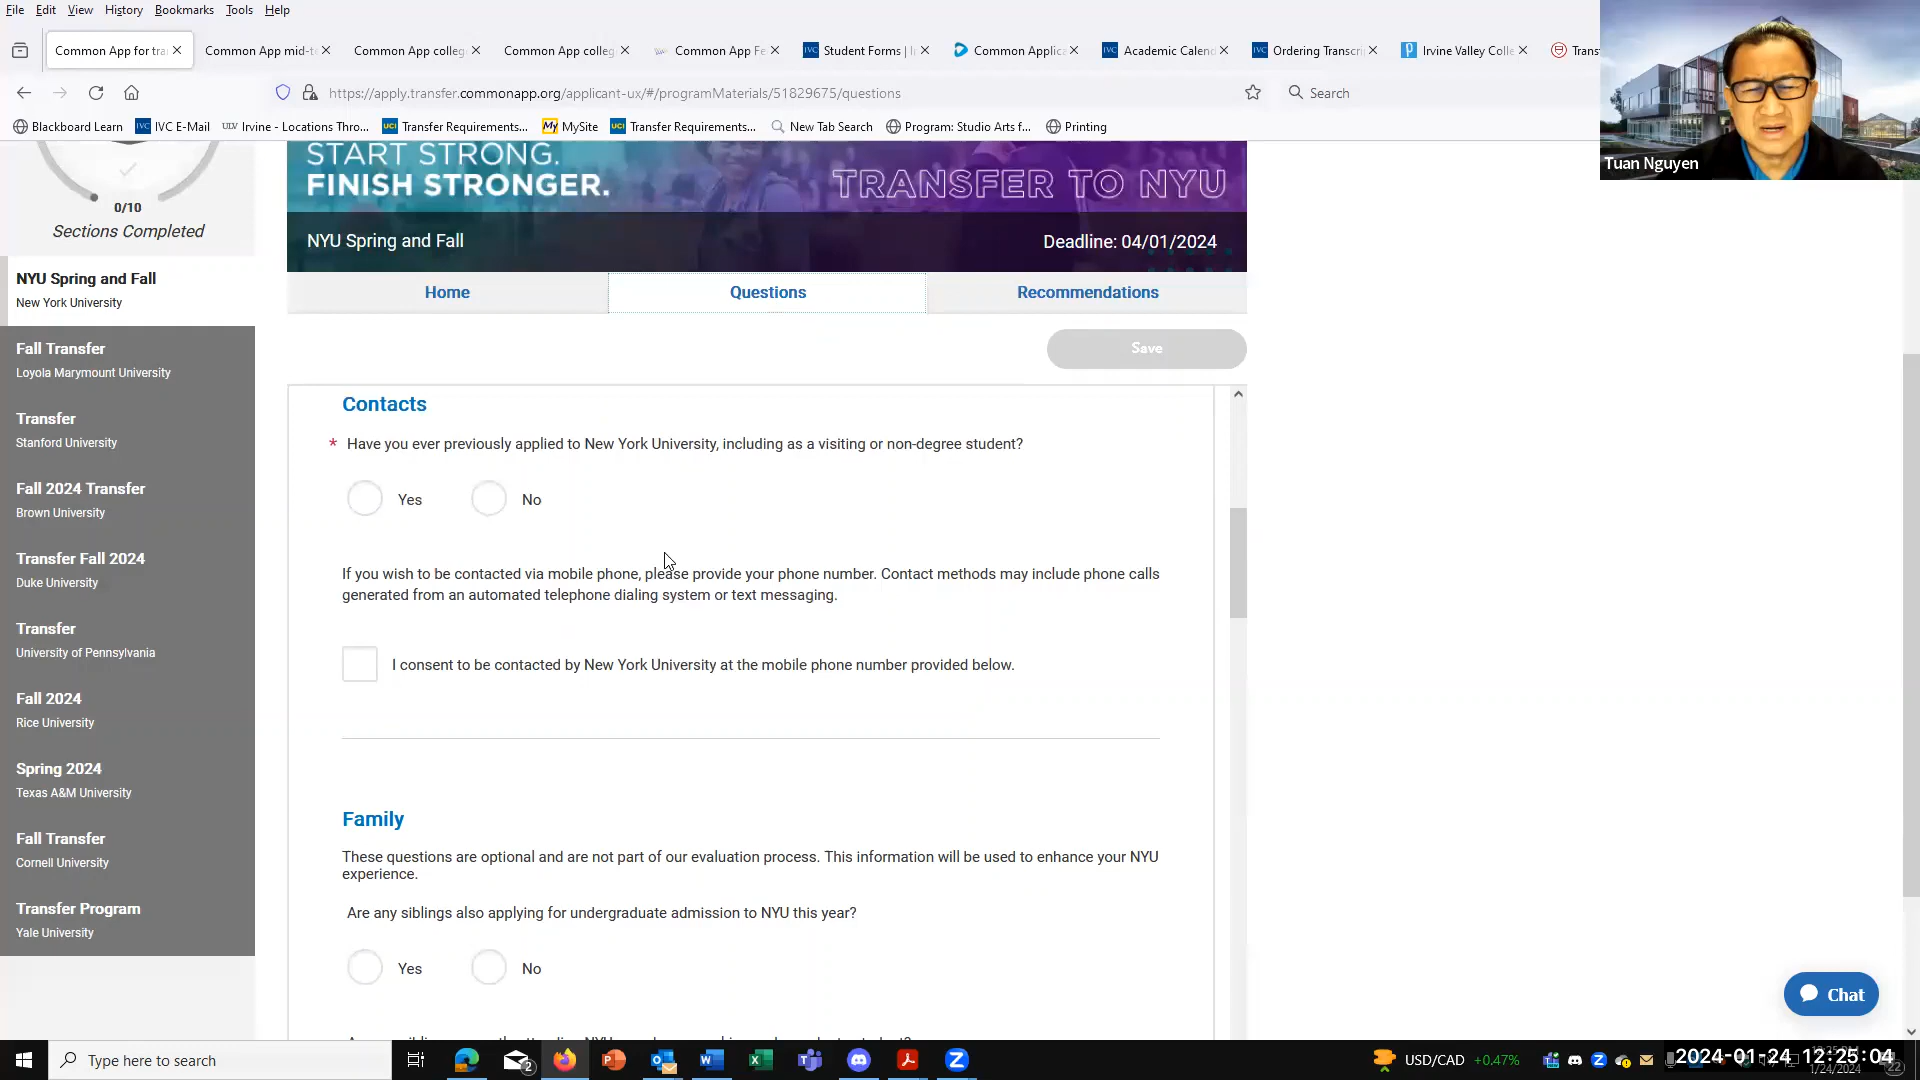 File Edit View History Bookmarks Tools Help
Common App for tra
Common App mid-t
Common App colleg
Common App colleg
Common App Fe
Student Forms | I
Common Applic
Academic Calend
Ordering Transcri
Irvine Valley Colle
Trans
https://apply.transfer.commonapp.org/applicant-ux/#/programMaterials/51829675/questions
Search
Blackboard Learn
IVC E-Mail
Irvine - Locations Thro...
Transfer Requirements...
MySite
Transfer Requirements...
New Tab Search
Program: Studio Arts f...
Printing
Tuan Nguyen
0/10
Sections Completed
NYU Spring and Fall
New York University
Fall Transfer
Loyola Marymount University
Transfer
Stanford University
Fall 2024 Transfer
Brown University
Transfer Fall 2024
Duke University
Transfer
University of Pennsylvania
Fall 2024
Rice University
Spring 2024
Texas A&M University
Fall Transfer
Cornell University
Transfer Program
Yale University
START STRONG.
FINISH STRONGER.
TRANSFER TO NYU
NYU Spring and Fall
Deadline: 04/01/2024
Home
Questions
Recommendations
Save
Contacts
* Have you ever previously applied to New York University, including as a visiting or non-degree student?
Yes No
If you wish to be contacted via mobile phone, please provide your phone number. Contact methods may include phone calls
generated from an automated telephone dialing system or text messaging.
I consent to be contacted by New York University at the mobile phone number provided below.
Family
These questions are optional and are not part of our evaluation process. This information will be used to enhance your NYU
experience.
Are any siblings also applying for undergraduate admission to NYU this year?
Yes No
Chat
Type here to search
USD/CAD +0.47%
2024-01-24 12:25:04
1/24/2024